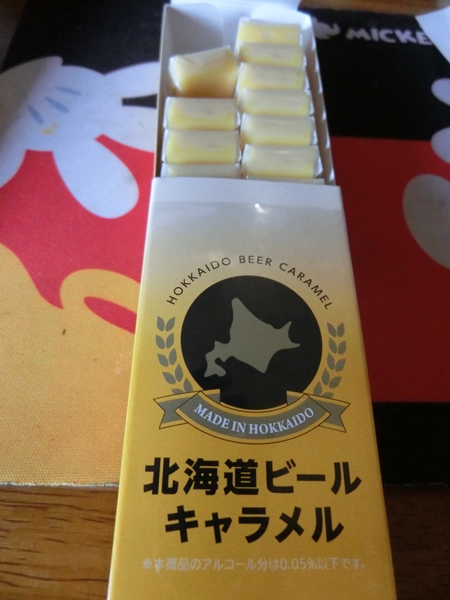 MICKE
HOKKAIDO BEER CARAMEL
MADE IN HOKKAIDO
北海道ビール
キャラメル
※本商品のアルコール分は0.05%以下です。